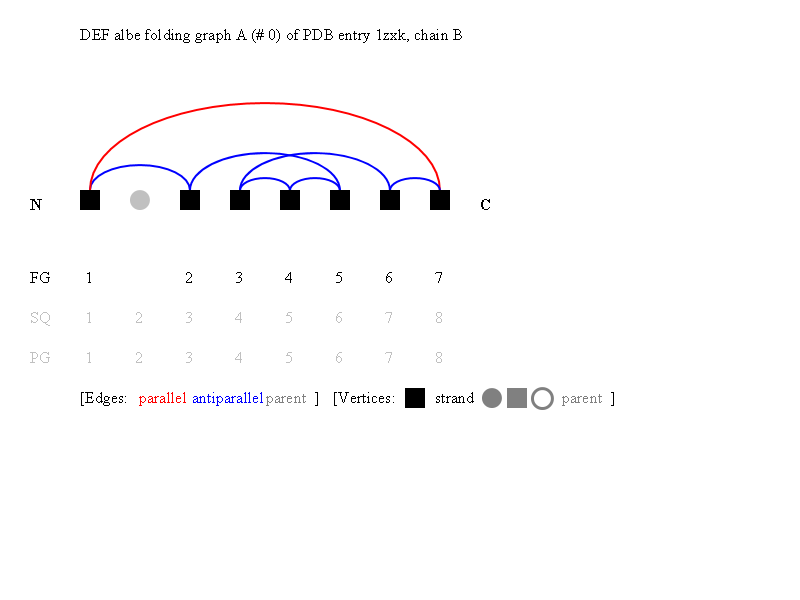 DEF albe folding graph A (# 0) of PDB entry 1zxk, chain B
N C
FG 1 2 3 4 5 6 7
SQ 1 2 3 4 5 6 7 8
PG 1 2 3 4 5 6 7 8
[Edges: parallel antiparallel parent ] [Vertices: strand parent ]